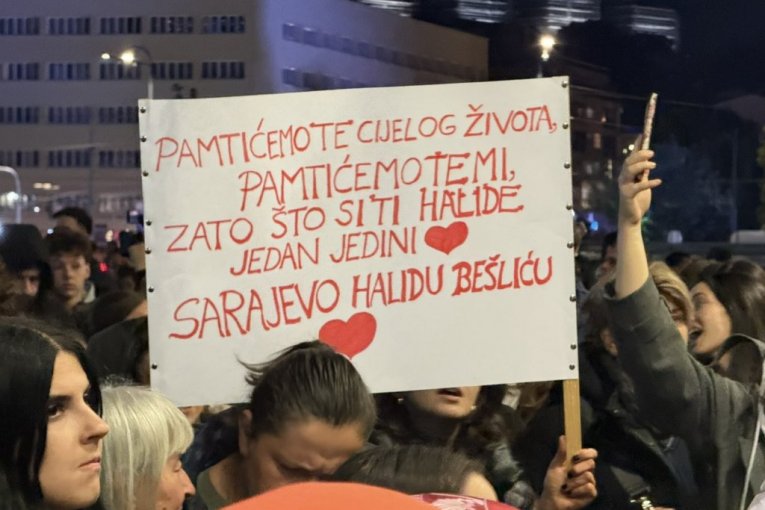 PAMTIĆEMO TE CIJELOG ŽIVOTA,
PAMTIĆEMO TE MI,
ZATO ŠTO SI TI HALIDE
JEDAN JEDINI
SARAJEVO HALIDU BEŠLIĆU